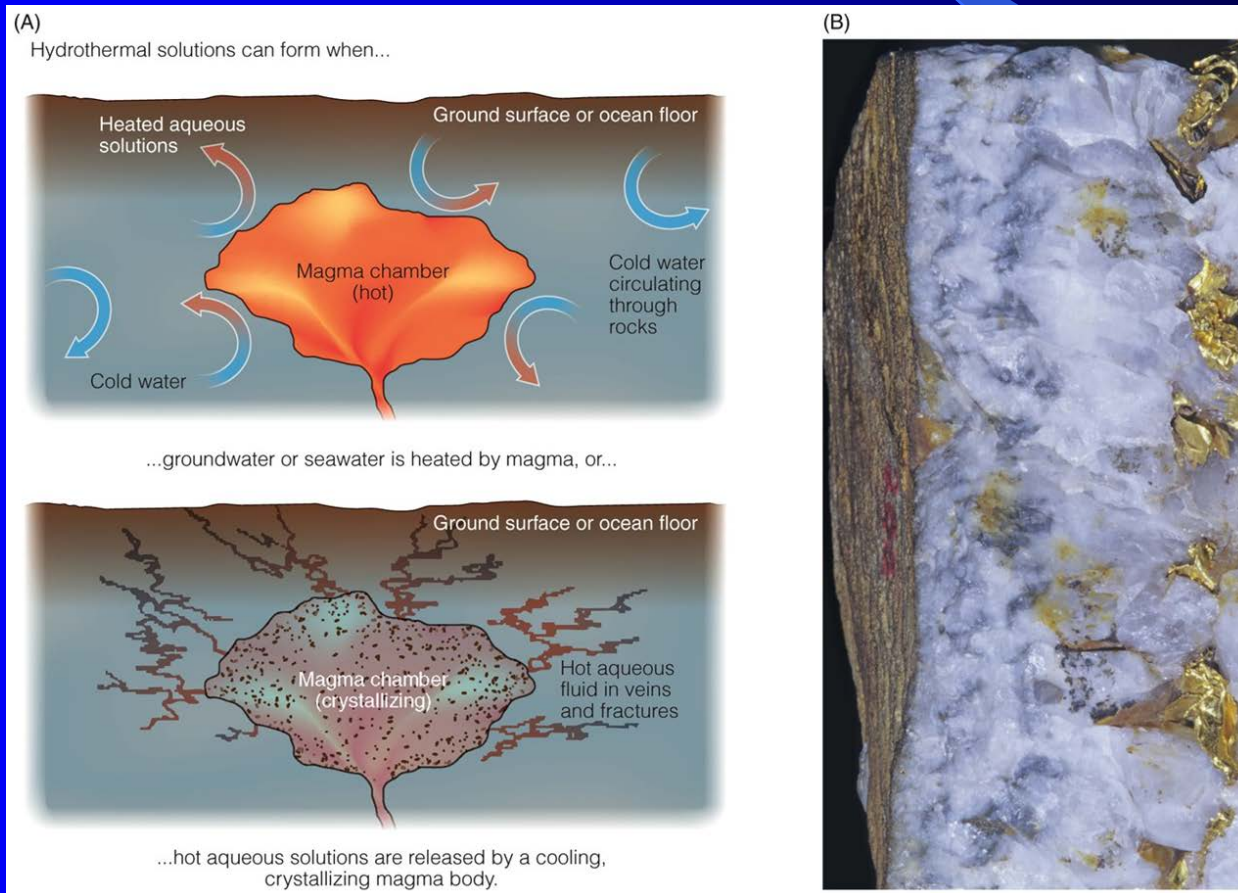 (A)
Hydrothermal solutions can form when...
Heated aqueous
solutions
Ground surface or ocean floor
Magma chamber
(hot)
Cold water
circulating
through
rocks
Cold water
...groundwater or seawater is heated by magma, or...
Ground surface or ocean floor
Magma chamber
(crystallizing)
Hot aqueous
fluid in veins
and fractures
...hot aqueous solutions are released by a cooling,
crystallizing magma body.
(B)